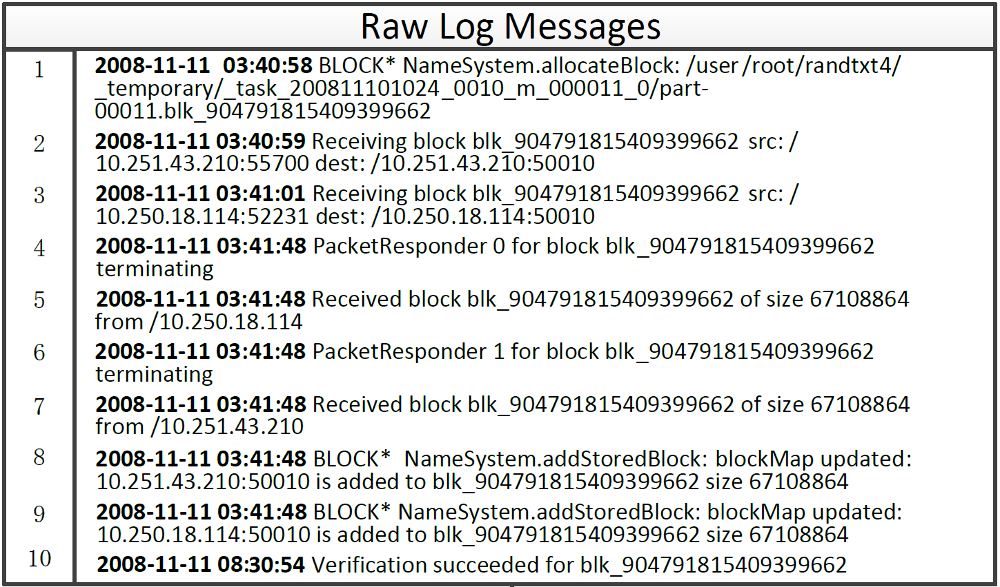 Raw Log Messages
1 2008-11-11 03:40:58 BLOCK* NameSystem.allocateBlock: /user/root/randtxt4/
_temporary/_task_200811101024_0010_m_000011_0/part-
00011.blk_904791815409399662
2 2008-11-11 03:40:59 Receiving block blk_904791815409399662 src: /
10.251.43.210:55700 dest: /10.251.43.210:50010
3 2008-11-11 03:41:01 Receiving block blk_904791815409399662 src: /
10.250.18.114:52231 dest: /10.250.18.114:50010
4 2008-11-11 03:41:48 PacketResponder 0 for block blk_904791815409399662
terminating
5 2008-11-11 03:41:48 Received block blk_904791815409399662 of size 67108864
from /10.250.18.114
6 2008-11-11 03:41:48 PacketResponder 1 for block blk_904791815409399662
terminating
7 2008-11-11 03:41:48 Received block blk_904791815409399662 of size 67108864
from /10.251.43.210
8 2008-11-11 03:41:48 BLOCK* NameSystem.addStoredBlock: blockMap updated:
10.251.43.210:50010 is added to blk_904791815409399662 size 67108864
9 2008-11-11 03:41:48 BLOCK* NameSystem.addStoredBlock: blockMap updated:
10.250.18.114:50010 is added to blk_904791815409399662 size 67108864
10 2008-11-11 08:30:54 Verification succeeded for blk_904791815409399662